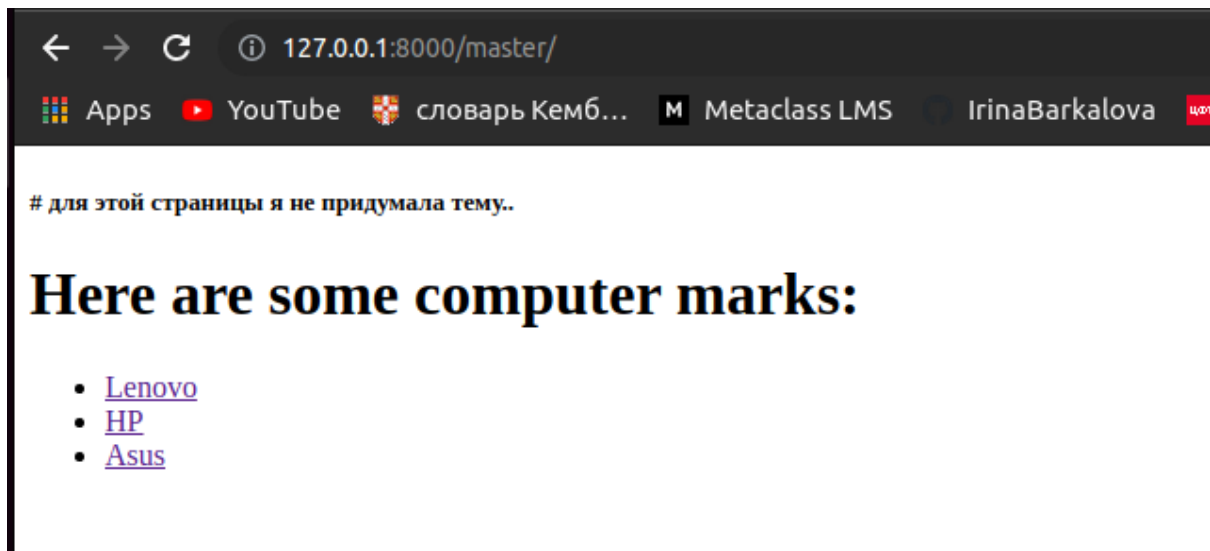 127.0.0.1:8000/master/
Apps YouTube словарь Кемб... M Metaclass LMS IrinaBarkalova
# для этой страницы я не придумала тему..
Here are some computer marks:
Lenovo
HP
Asus